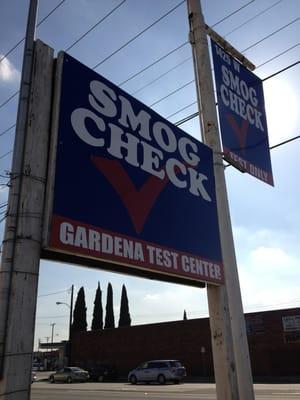 SMOG
CHECK
GARDENA TEST CENTER
SMOG
CHECK
TEST ONLY